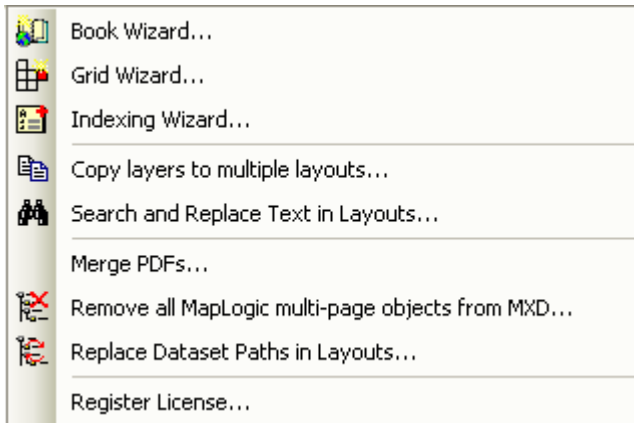 Book Wizard...
Grid Wizard...
Indexing Wizard...
Copy layers to multiple layouts...
Search and Replace Text in Layouts...
Merge PDFs...
Remove all MapLogic multi-page objects from MXD...
Replace Dataset Paths in Layouts...
Register License...